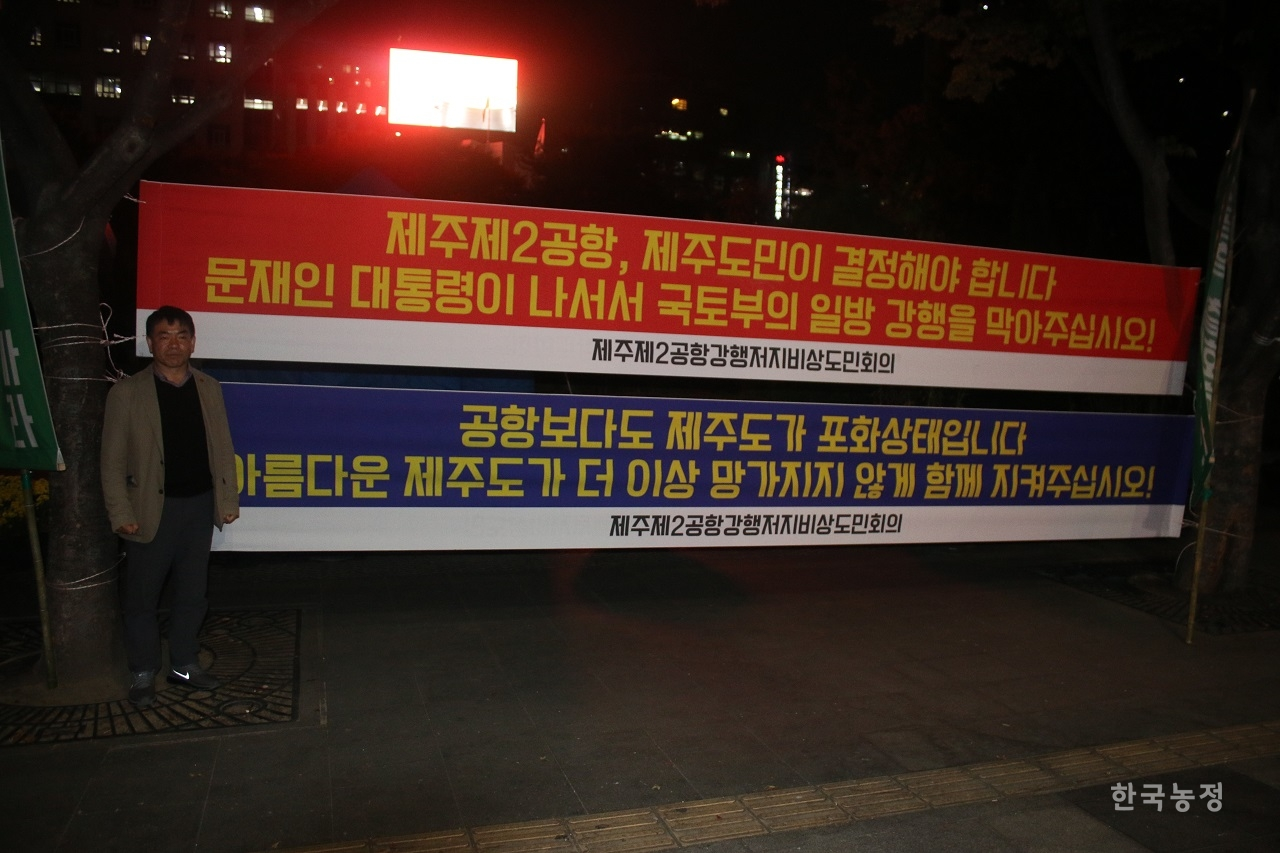 제주제2공항, 제주도민이 결정해야 합니다
문재인 대통령이 나서서 국토부의 일방 강행을 막아주십시오!
제주제2공항강행저지비상도민회의
공항보다도 제주도가 포화상태입니다
아름다운 제주도가 더 이상 망가지지 않게 함께 지켜주십시오!
제주제2공항강행저지비상도민회의
한국농정